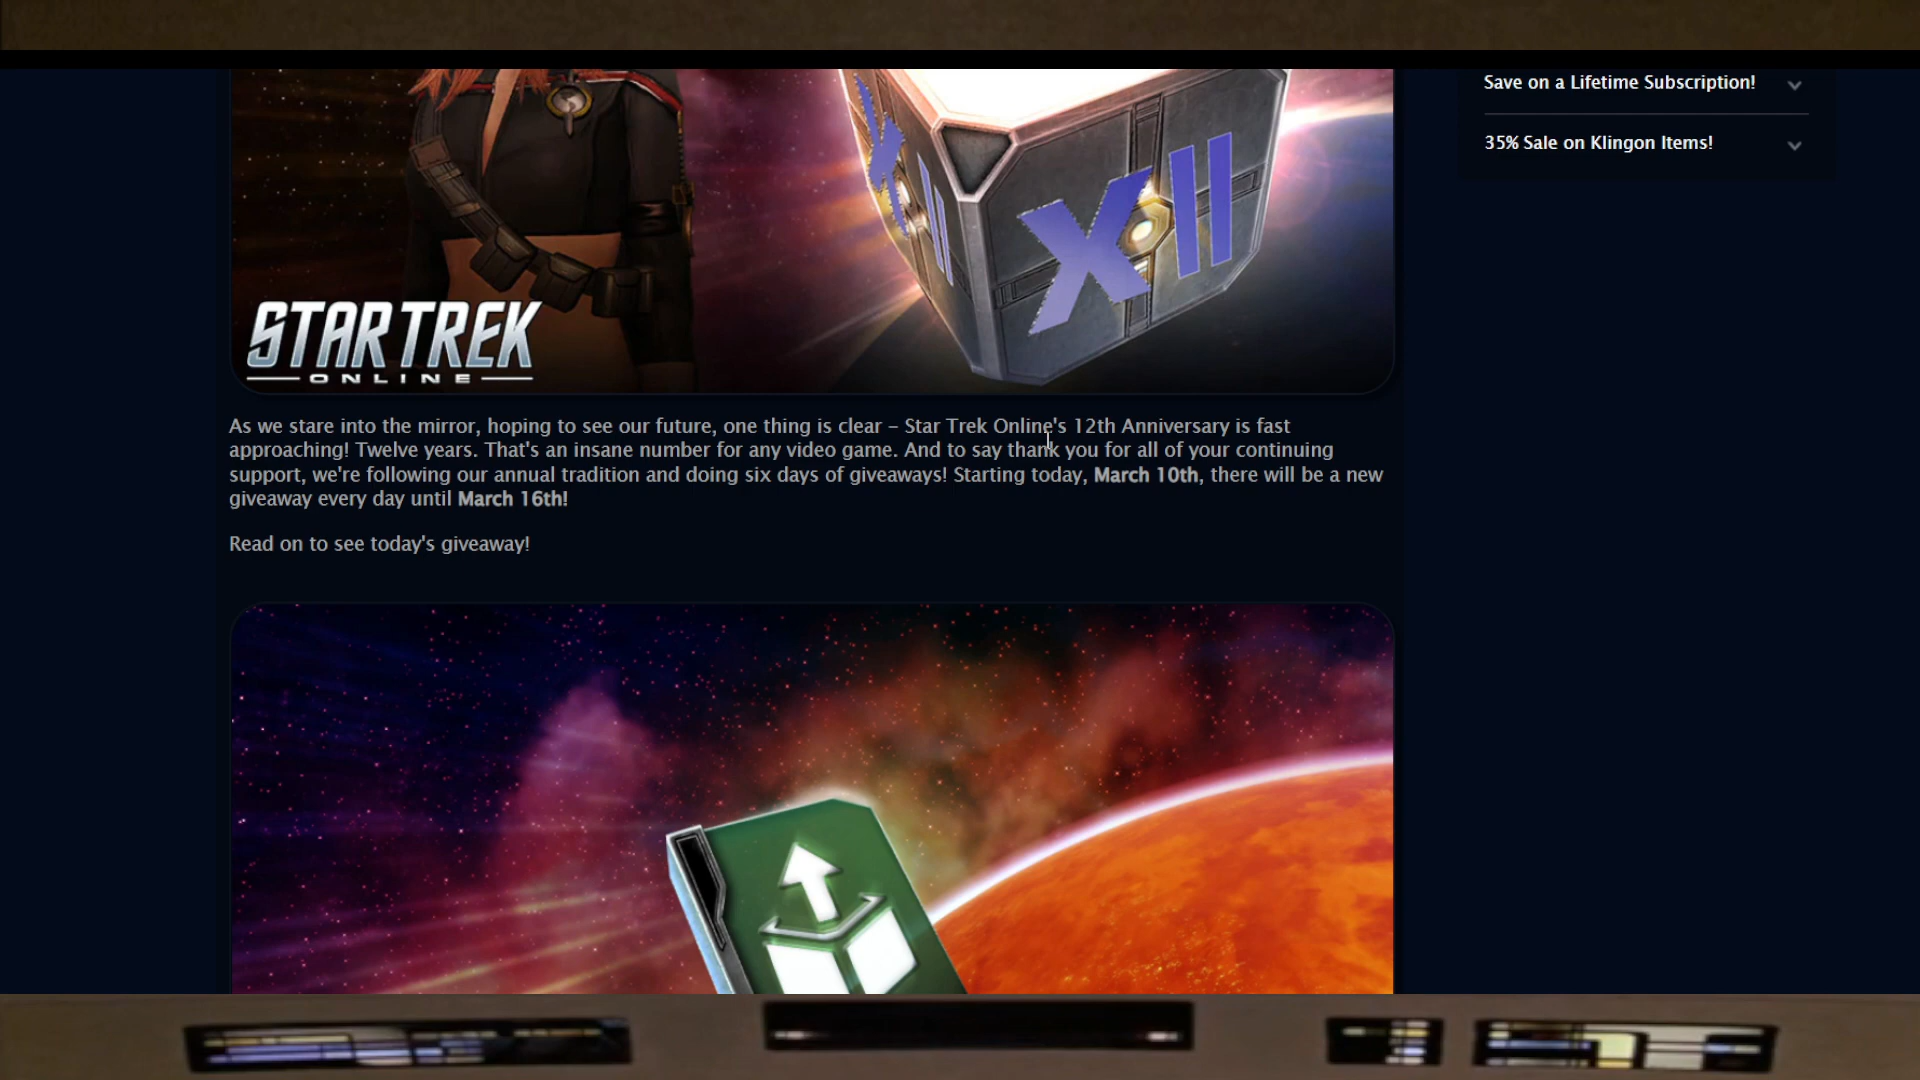 Save on a Lifetime Subscription!
35% Sale on Klingon Items!
XII
STAR TREK
ONLINE
As we stare into the mirror, hoping to see our future, one thing is clear – Star Trek Online's 12th Anniversary is fast
approaching! Twelve years. That's an insane number for any video game. And to say thank you for all of your continuing
support, we're following our annual tradition and doing six days of giveaways! Starting today, March 10th, there will be a new
giveaway every day until March 16th!
Read on to see today's giveaway!